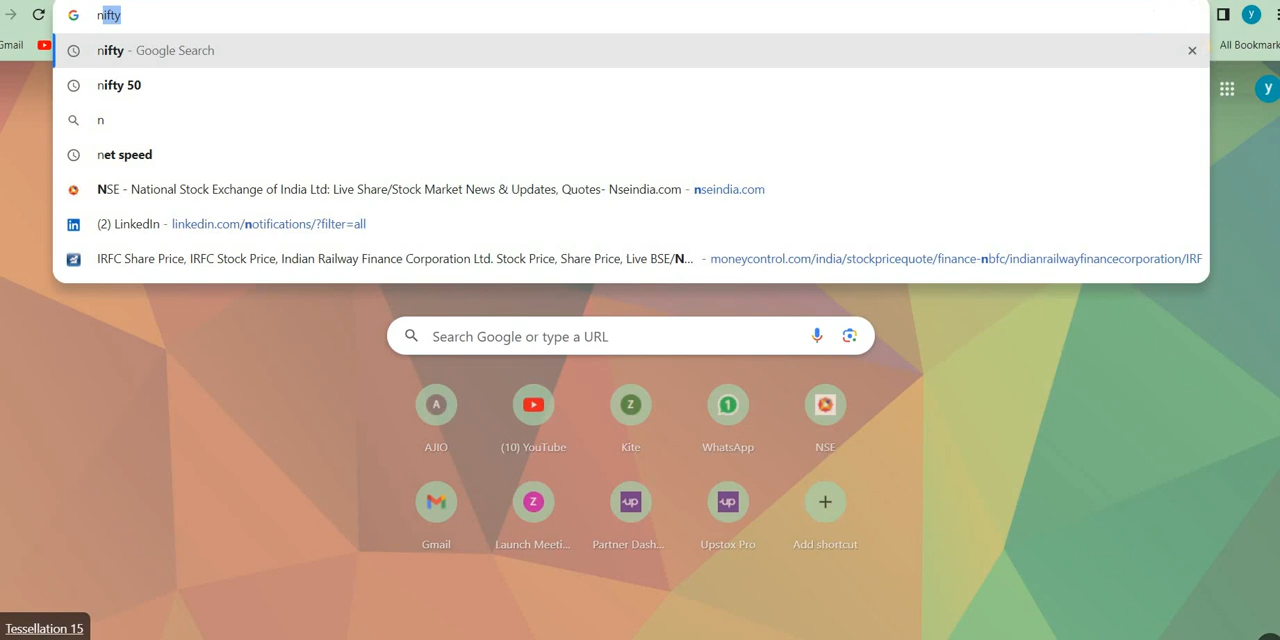 nifty
y
Gmail
All Bookmark
nifty - Google Search
nifty 50
y
n
net speed
NSE - National Stock Exchange of India Ltd: Live Share/Stock Market News & Updates, Quotes- Nseindia.com - nseindia.com
(2) LinkedIn - linkedin.com/notifications/?filter=all
IRFC Share Price, IRFC Stock Price, Indian Railway Finance Corporation Ltd. Stock Price, Share Price, Live BSE/N... - moneycontrol.com/india/stockpricequote/finance-nbfc/indianrailwayfinancecorporation/IRF
Search Google or type a URL
A Z 1
AJIO (10) YouTube Kite WhatsApp NSE
Z up up
Gmail Launch Meeti... Partner Dash... Upstox Pro Add shortcut
Tessellation 15